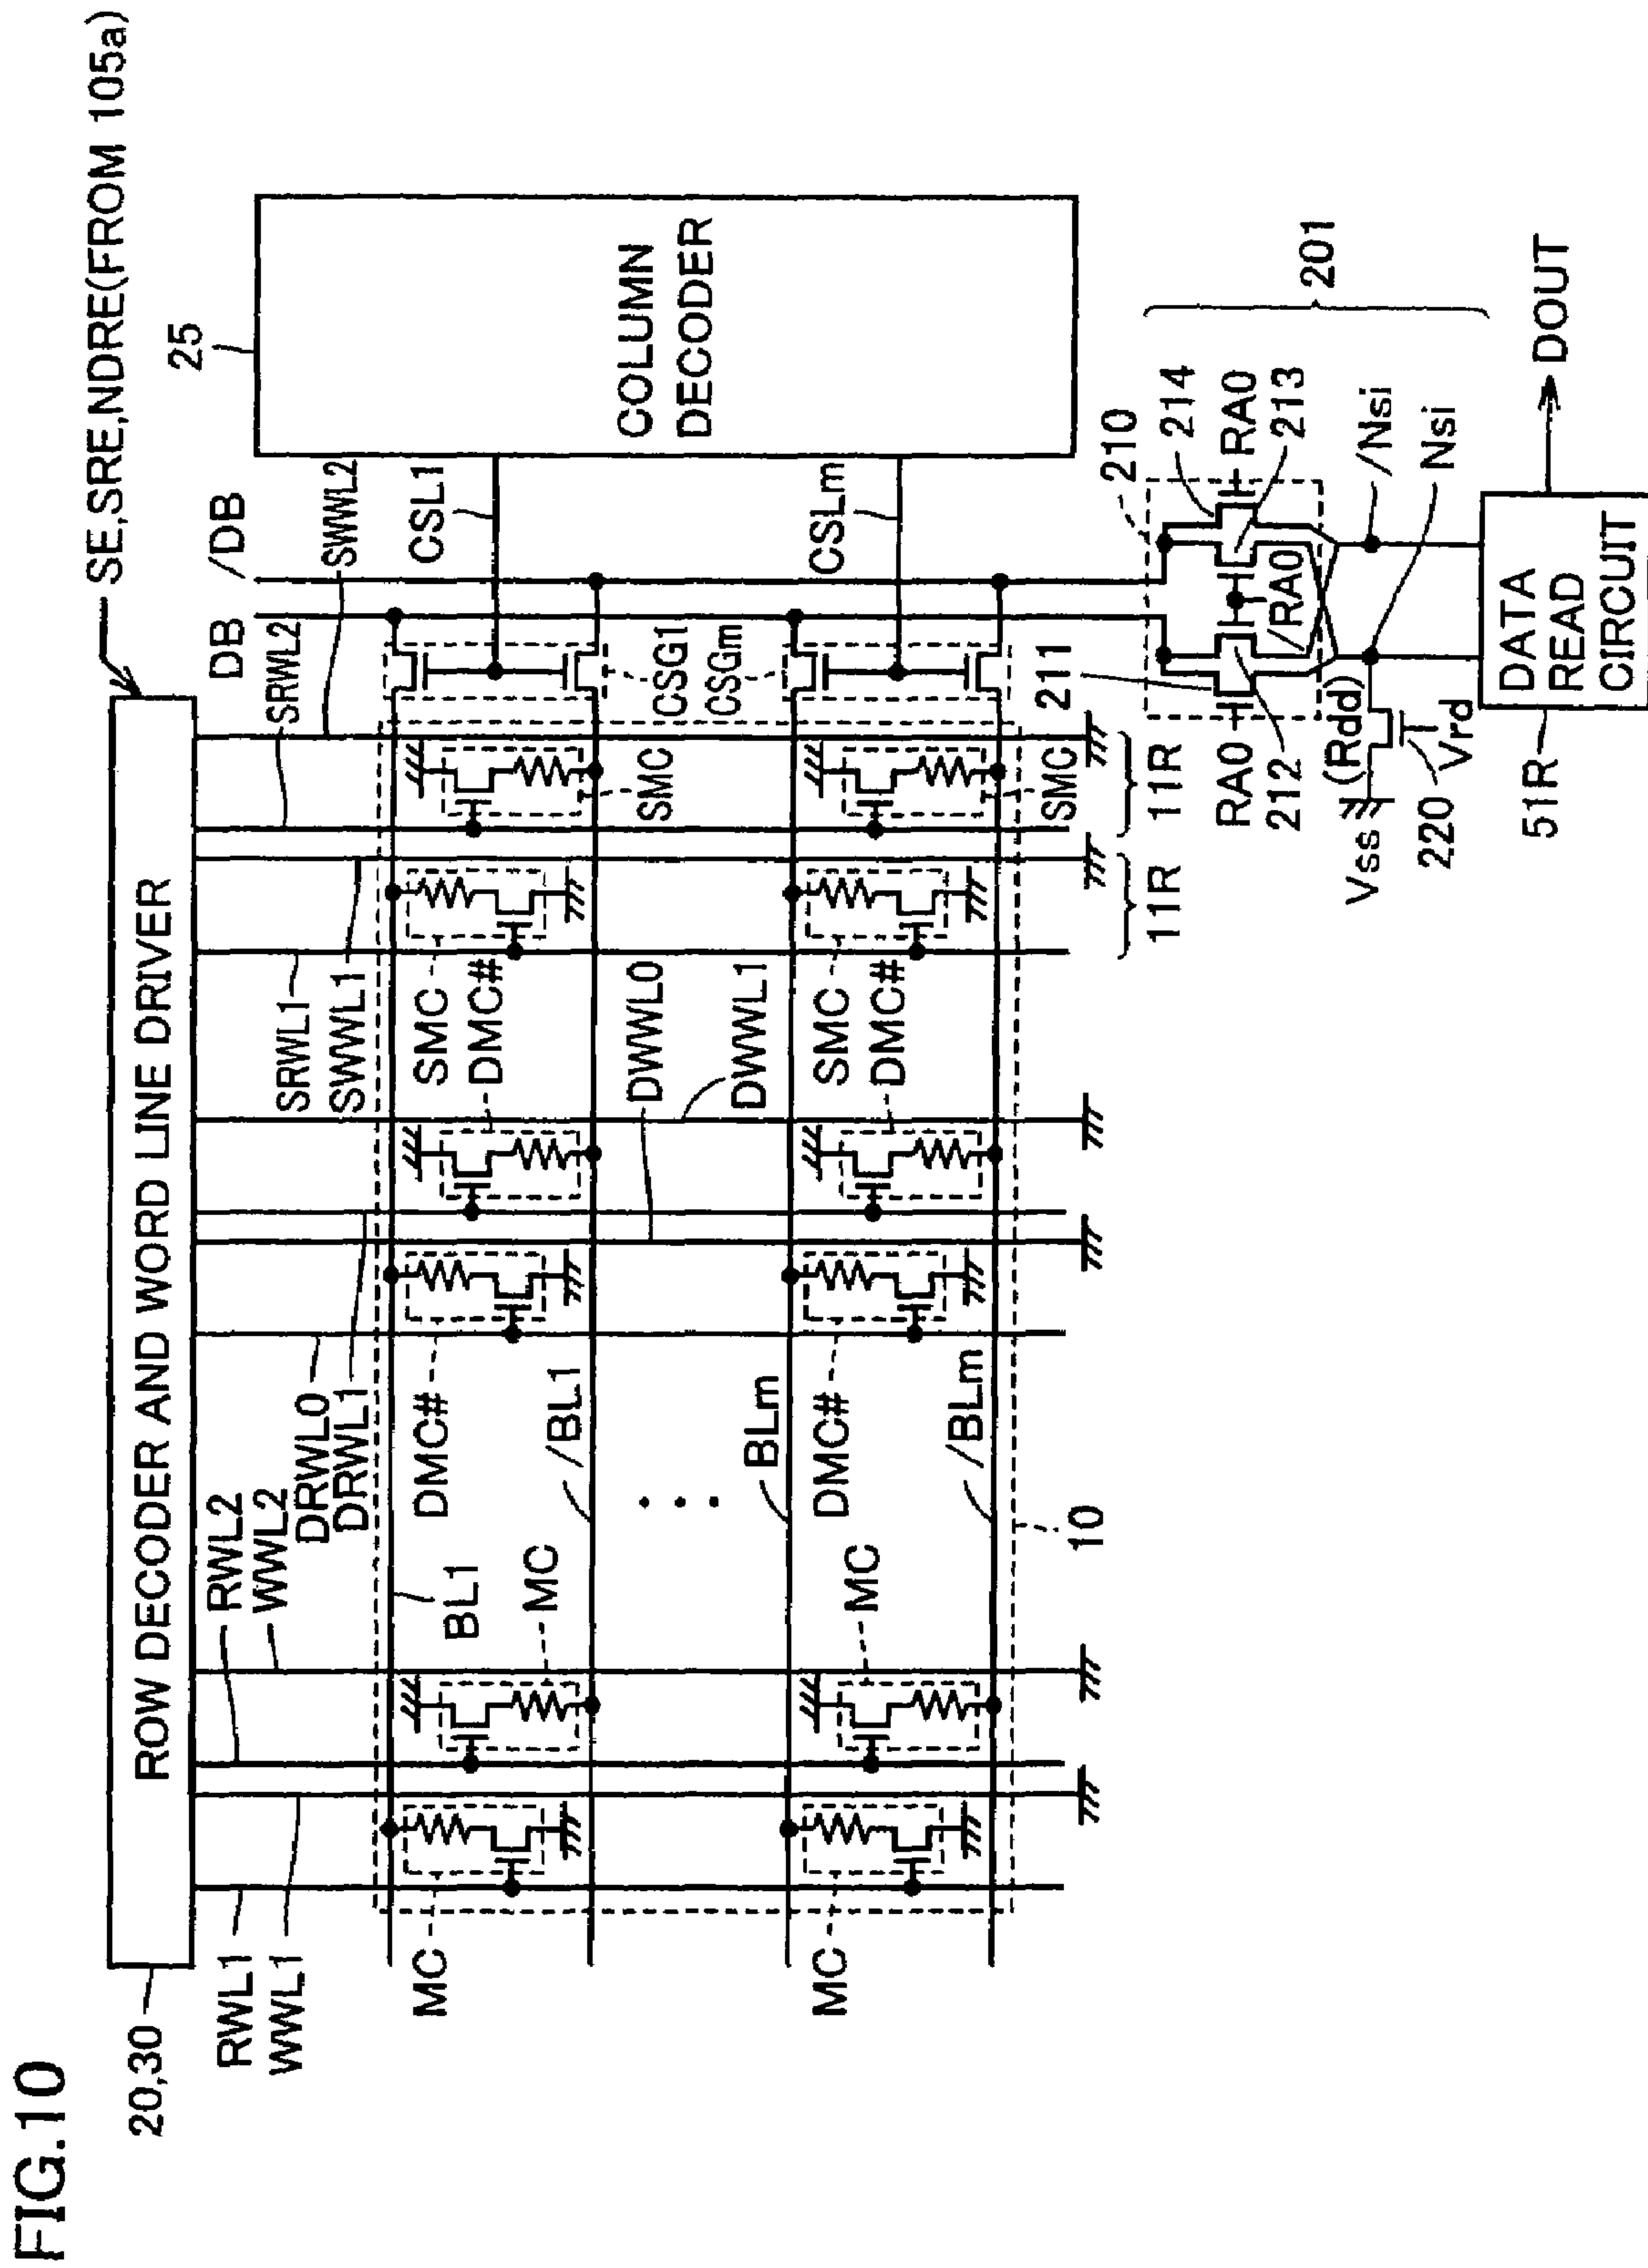 FIG.10
SE,SRE,NDRE(FROM 105a)
20,30
ROW DECODER AND WORD LINE DRIVER
RWL1
WWL1
RWL2
WWL2
DRWL0
DRWL1
SRWL1
SWWL1
SRWL2
SWWL2
DB
/DB
25
COLUMN
DECODER
CSL1
CSLm
MC
BL1
MC
DMC#
/BL1
SMC
DMC#
DWWL0
DWWL1
SMC
CSG1
CSGm
MC
MC
BLm
DMC#
/BLm
SMC
DMC#
SMC
10
11R
11R
211
210
214
RA0
213
/RA0
RA0
212
201
(Rdd)
Vss
220
Vrd
/Nsi
Nsi
51R
DATA
READ
CIRCUIT
DOUT